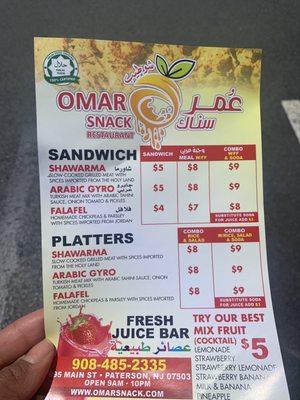 حلال
HALAL
شو طيب
OMAR عُمر
SNACK سناك
RESTAURANT
SANDWICH
SANDWICH
MEAL W/FF
COMBO
W/FF
& SODA
SHAWARMA شاورما
SLOW-COOKED GRILLED MEAT WITH
SPICES IMPORTED FROM THE HOLY LAND
$5 $8 $9
ARABIC GYRO
TURKISH MEAT MIX WITH ARABIC TAHINI
SAUCE, ONION TOMATO & PICKLES
$5 $8 $9
FALAFEL فلافل
HOMEMADE CHICKPEAS & PARSLEY
WITH SPICES IMPORTED FROM JORDAN
$4 $7 $8
SUBSTITUTE SODA
FOR JUICE ADD $1
PLATTERS
COMBO
RICE & SALAD
COMBO
W/RICE, SALAD
& SODA
SHAWARMA
SLOW-COOKED GRILLED MEAT WITH SPICES IMPORTED
FROM THE HOLY LAND
$8 $9
ARABIC GYRO
TURKISH MEAT MIX WITH ARABIC TAHINI SAUCE, ONION
TOMATO & PICKLES
$8 $9
FALAFEL
HOMEMADE CHICKPEAS & PARSLEY WITH SPICES IMPORTED
FROM JORDAN
$8 $9
SUBSTITUTE SODA
FOR JUICE ADD $1
FRESH
JUICE BAR
عصائر طبيعية
908-485-2335
95 MAIN ST • PATERSON, NJ 07503
OPEN 9AM - 10PM
WWW.OMARSNACK.COM
TRY OUR BEST
MIX FRUIT
(COCKTAIL) $5
LEMONADE
STRAWBERRY
STRAWBERRY LEMONADE
STRAWBERRY BANAN
MILK & BANANA
PINEAPPLE